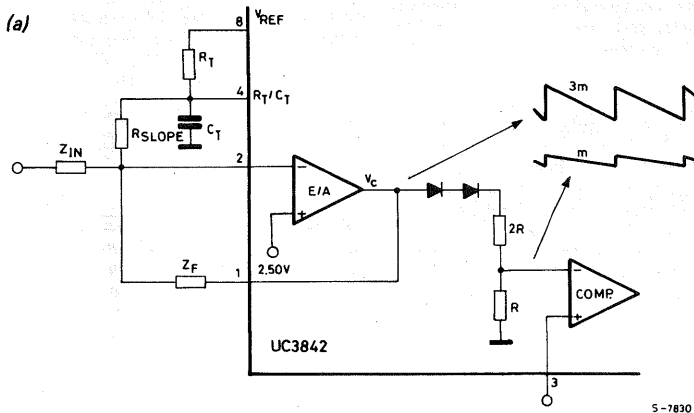 (a)
8
VREF
RT
4
RT/CT
RSLOPE
CT
ZIN
2
E/A
VC
3m
m
2R
2,50V
ZF
1
R
COMP.
UC3842
3
S-7830